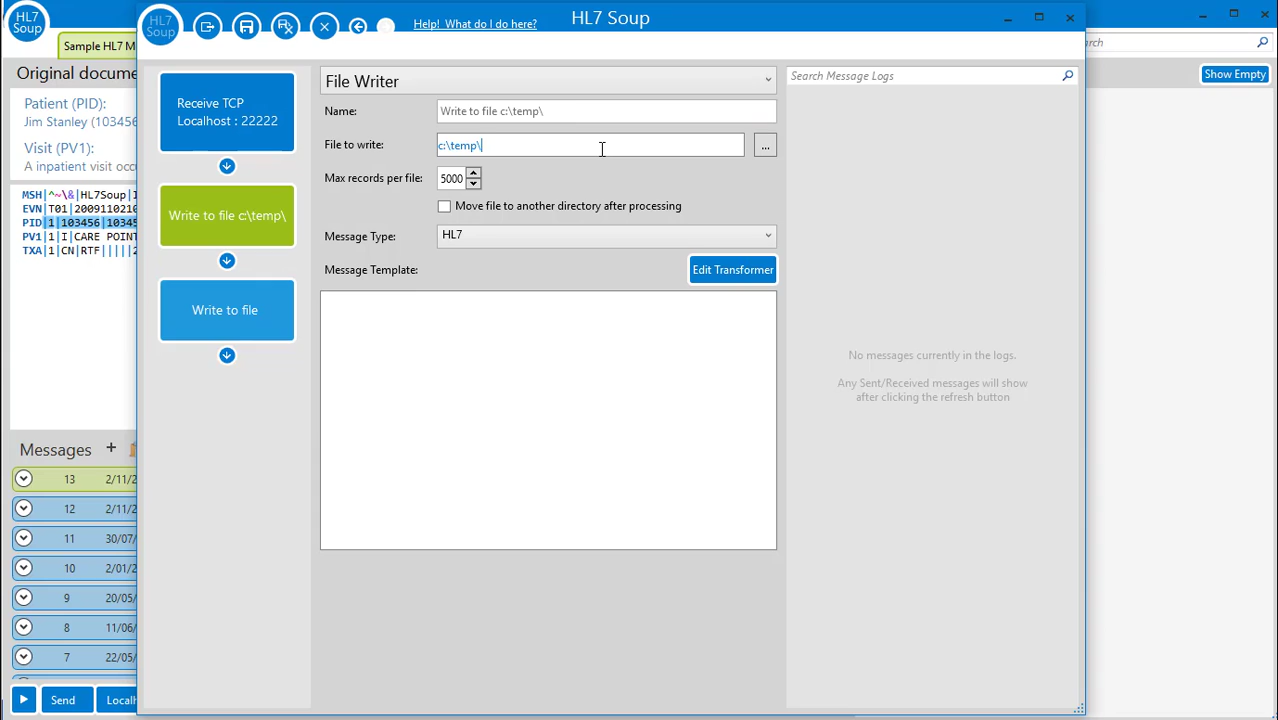 HL7
Soup
HL7
Soup
Help! What do I do here?
HL7 Soup
Sample HL7 M
Original docume
Patient (PID):
Jim Stanley (103456
Visit (PV1):
A inpatient visit occu
MSH|^~\&|HL7Soup|I
EVN|T01|2009110210
PID|1|103456|10345
PV1|1|I|CARE POINT
TXA|1|CN|RTF|||||2
Messages +
13 2/11/2
12 2/11/2
11 30/07/
10 2/01/2
9 20/05/
8 11/06/
7 22/05/
Send
Localh
Receive TCP
Localhost : 22222
Write to file c:\temp\
Write to file
File Writer
Name: Write to file c:\temp\
File to write: c:\temp\
...
Max records per file: 5000
Move file to another directory after processing
Message Type: HL7
Message Template:
Edit Transformer
Search Message Logs
No messages currently in the logs.
Any Sent/Received messages will show
after clicking the refresh button
arch
Show Empty